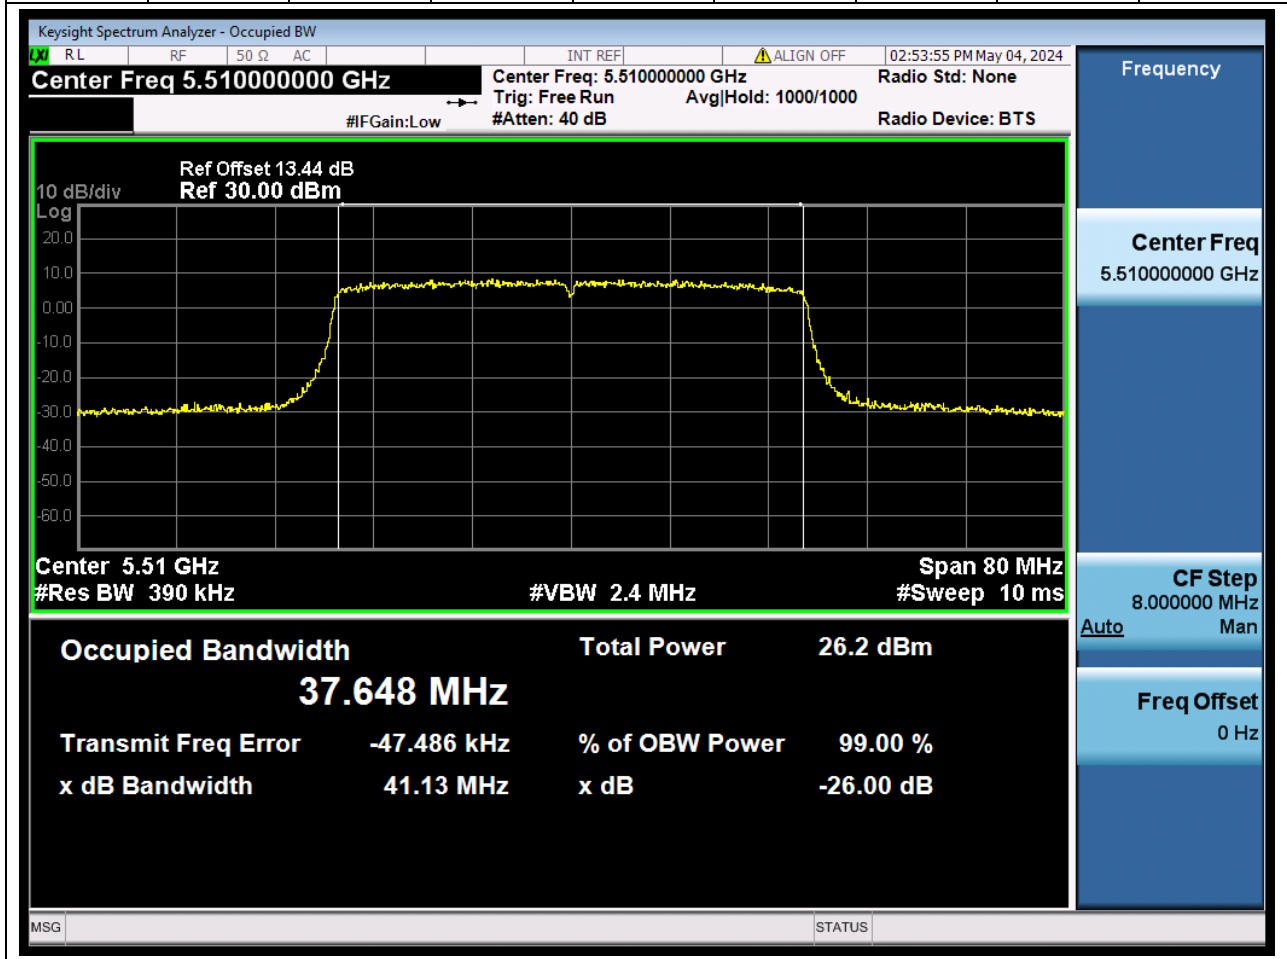 Keysight Spectrum Analyzer - Occupied BW
LXI RL RF 50 Ω AC INT REF ALIGN OFF 02:53:55 PM May 04, 2024
Center Freq 5.510000000 GHz
Center Freq: 5.510000000 GHz
Radio Std: None
Trig: Free Run Avg|Hold: 1000/1000
#IFGain:Low
#Atten: 40 dB
Radio Device: BTS
Ref Offset 13.44 dB
10 dB/div Ref 30.00 dBm
Log
20.0
10.0
0.00
-10.0
-20.0
-30.0
-40.0
-50.0
-60.0
Center 5.51 GHz Span 80 MHz
#Res BW 390 kHz #VBW 2.4 MHz #Sweep 10 ms
Occupied Bandwidth Total Power 26.2 dBm
37.648 MHz
Transmit Freq Error -47.486 kHz % of OBW Power 99.00 %
x dB Bandwidth 41.13 MHz x dB -26.00 dB
Frequency
Center Freq
5.510000000 GHz
CF Step
8.000000 MHz
Auto Man
Freq Offset
0 Hz
MSG STATUS